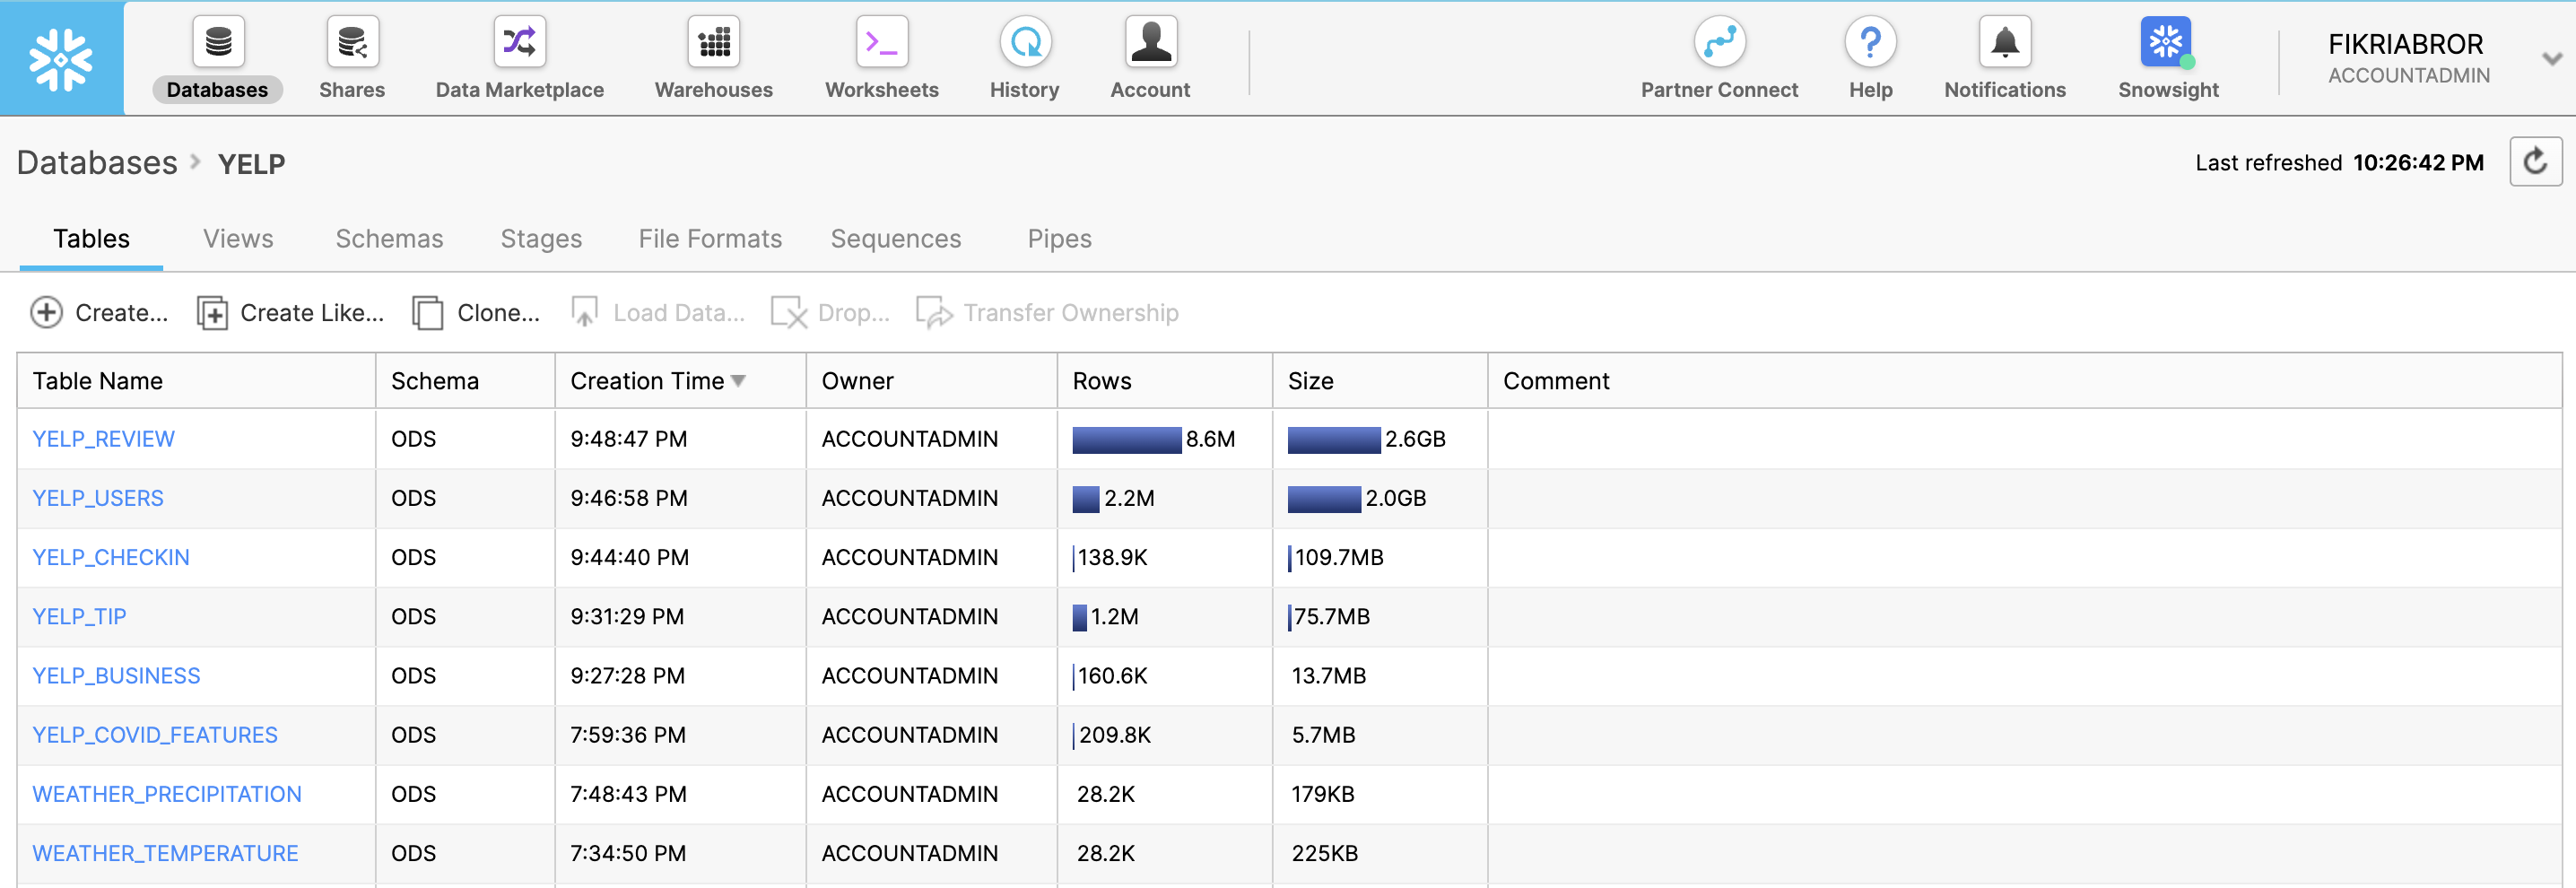 Databases Shares Data Marketplace Warehouses Worksheets History Account Partner Connect Help Notifications Snowsight FIKRIABROR
ACCOUNTADMIN
Databases > YELP Last refreshed 10:26:42 PM
Tables Views Schemas Stages File Formats Sequences Pipes
Create... Create Like... Clone... Load Data... Drop... Transfer Ownership
Table Name Schema Creation Time Owner Rows Size Comment
YELP_REVIEW ODS 9:48:47 PM ACCOUNTADMIN 8.6M 2.6GB
YELP_USERS ODS 9:46:58 PM ACCOUNTADMIN 2.2M 2.0GB
YELP_CHECKIN ODS 9:44:40 PM ACCOUNTADMIN 138.9K 109.7MB
YELP_TIP ODS 9:31:29 PM ACCOUNTADMIN 1.2M 75.7MB
YELP_BUSINESS ODS 9:27:28 PM ACCOUNTADMIN 160.6K 13.7MB
YELP_COVID_FEATURES ODS 7:59:36 PM ACCOUNTADMIN 209.8K 5.7MB
WEATHER_PRECIPITATION ODS 7:48:43 PM ACCOUNTADMIN 28.2K 179KB
WEATHER_TEMPERATURE ODS 7:34:50 PM ACCOUNTADMIN 28.2K 225KB